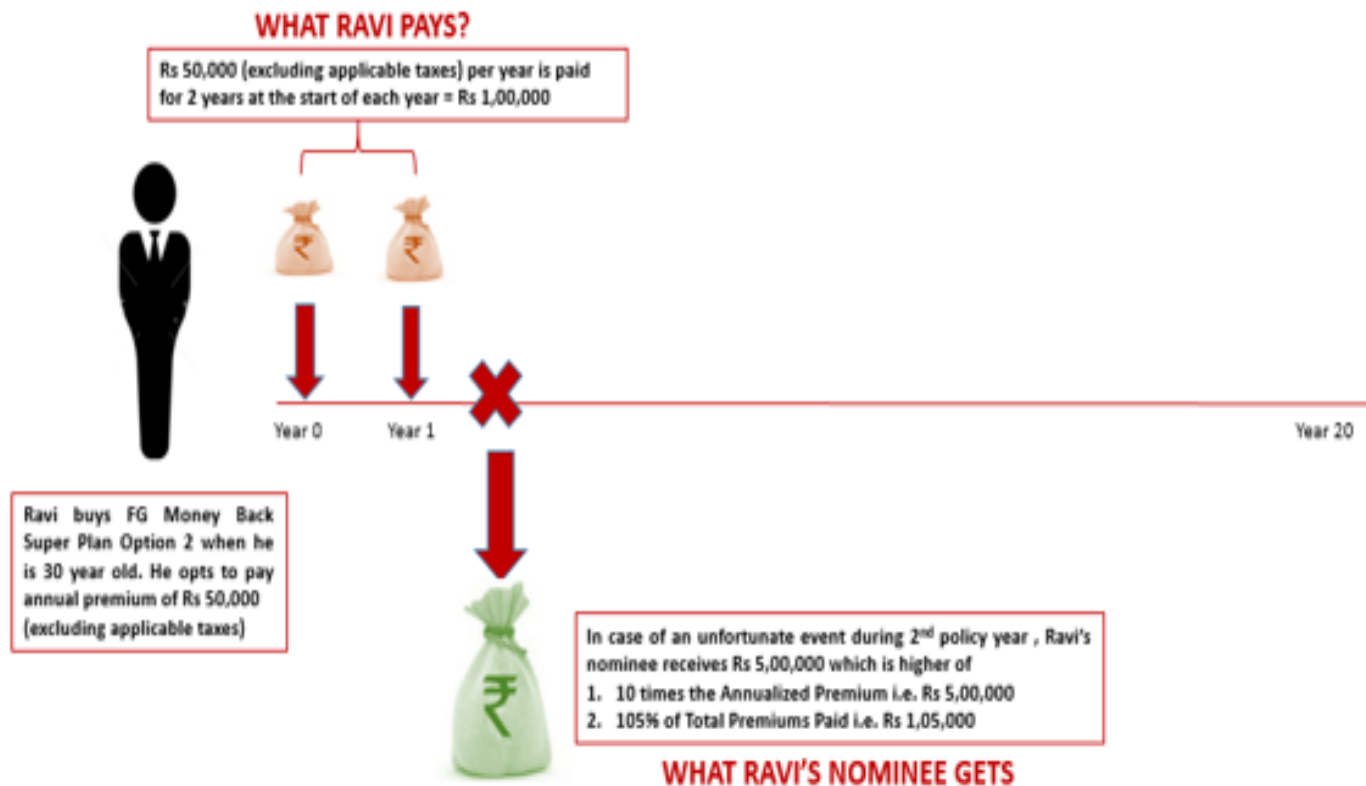 WHAT RAVI PAYS?
Rs 50,000 (excluding applicable taxes) per year is paid
for 2 years at the start of each year = Rs 1,00,000
₹
₹
Year 0
Year 1
Year 20
Ravi buys FG Money Back
Super Plan Option 2 when he
is 30 year old. He opts to pay
annual premium of Rs 50,000
(excluding applicable taxes)
₹
In case of an unfortunate event during 2nd policy year , Ravi's
nominee receives Rs 5,00,000 which is higher of
1. 10 times the Annualized Premium i.e. Rs 5,00,000
2. 105% of Total Premiums Paid i.e. Rs 1,05,000
WHAT RAVI'S NOMINEE GETS